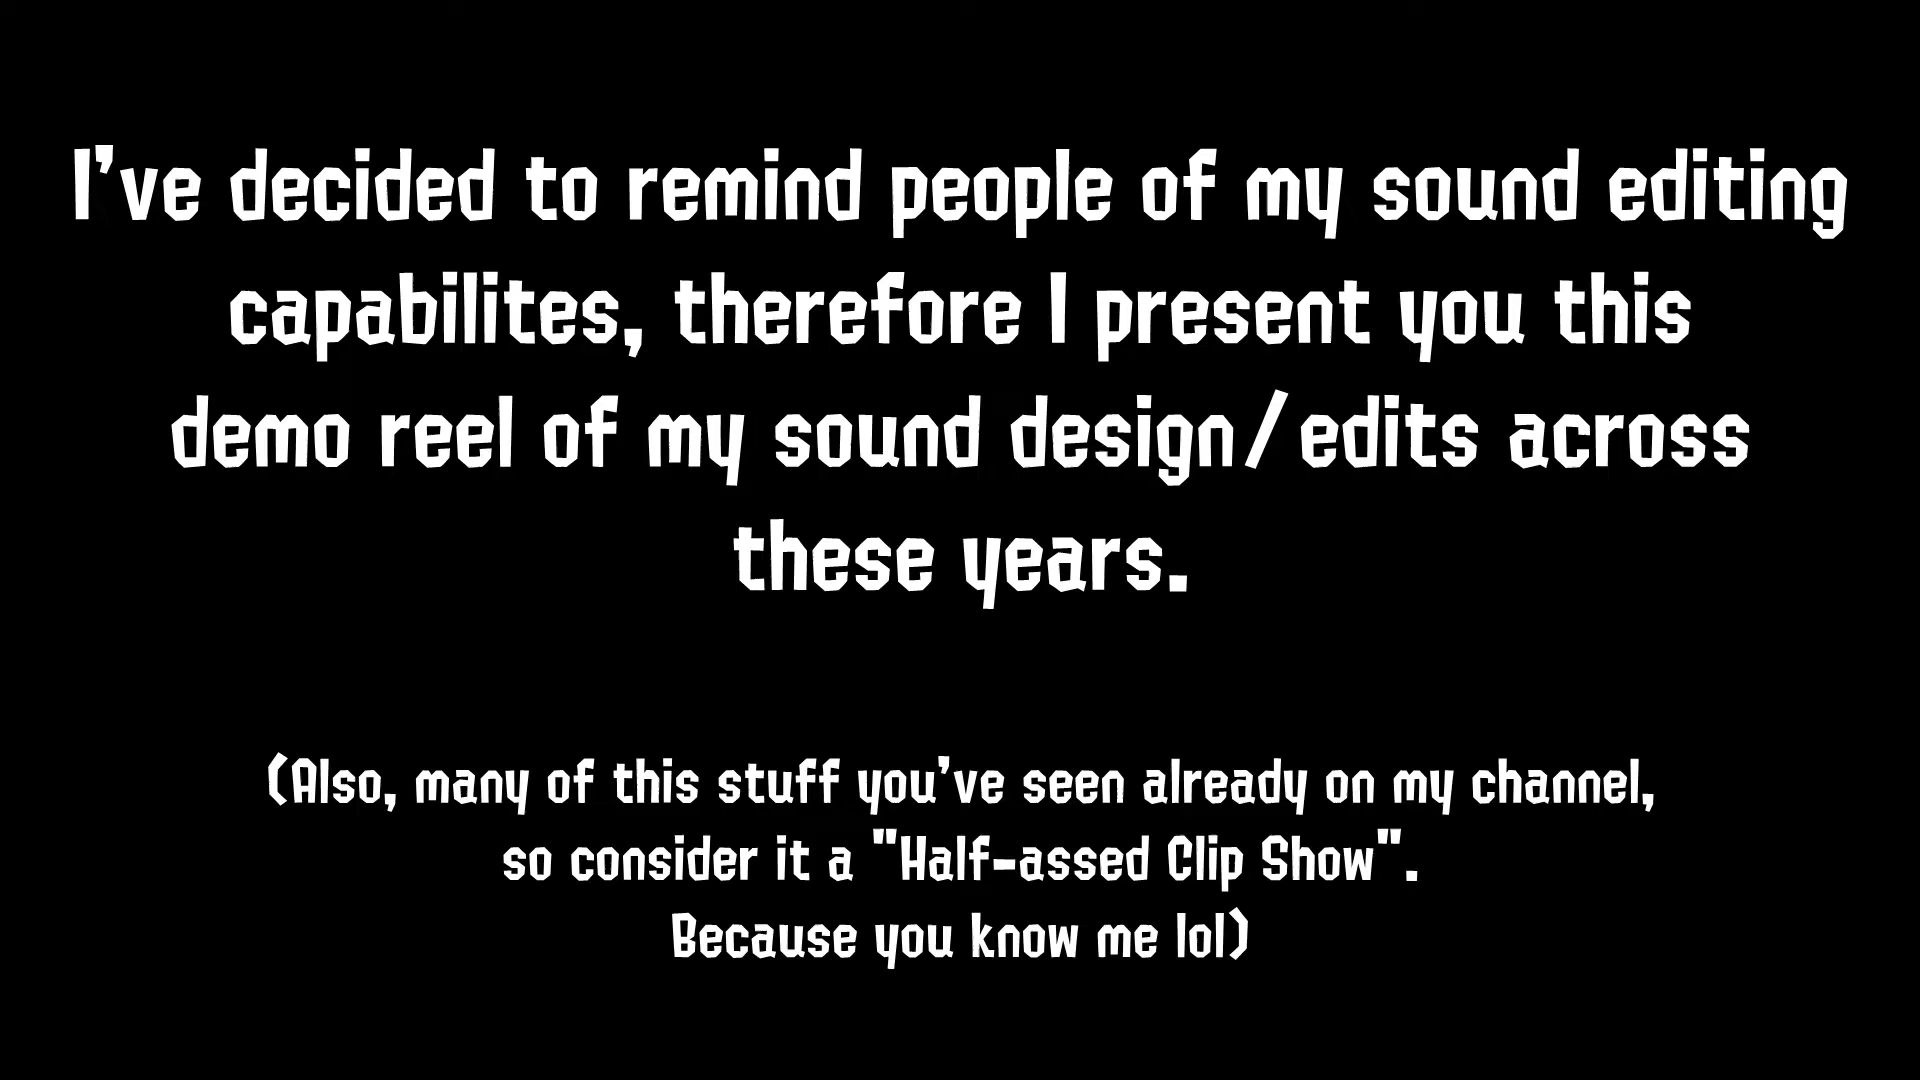 I've decided to remind people of my sound editing
capabilites, therefore I present you this
demo reel of my sound design/edits across
these years.
(Also, many of this stuff you've seen already on my channel,
so consider it a "Half-assed Clip Show".
Because you know me lol)